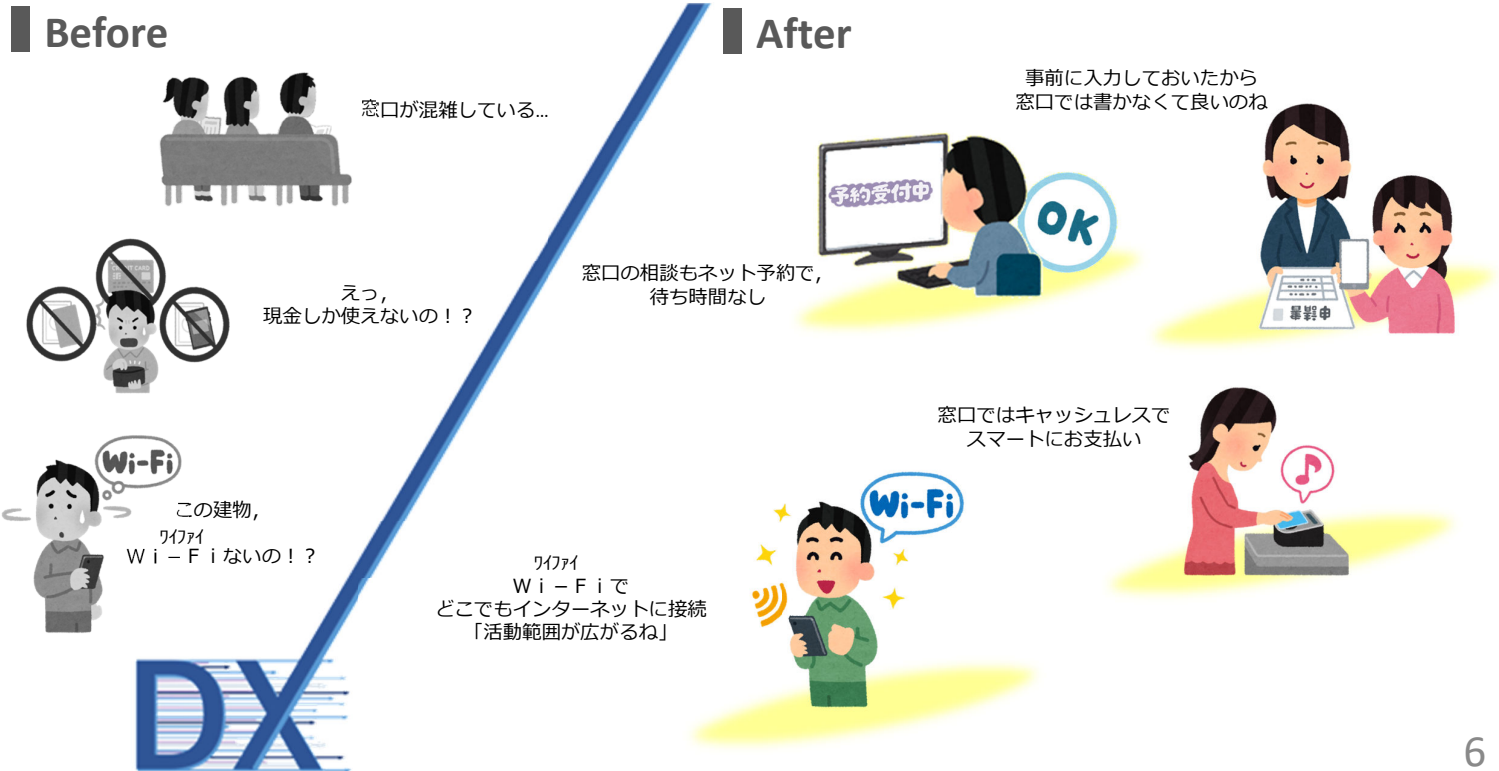 Before
窓口が混雑している…
CREDIT CARD
えっ,
現金しか使えないの！？
Wi-Fi
この建物,
ﾜｲﾌｧｲ
Ｗｉ－Ｆｉないの！？
DX
After
事前に入力しておいたから
窓口では書かなくて良いのね
予約受付中
OK
窓口の相談もネット予約で,
待ち時間なし
申請書
窓口ではキャッシュレスで
スマートにお支払い
Wi-Fi
ﾜｲﾌｧｲ
Ｗｉ－Ｆｉで
どこでもインターネットに接続
「活動範囲が広がるね」
6